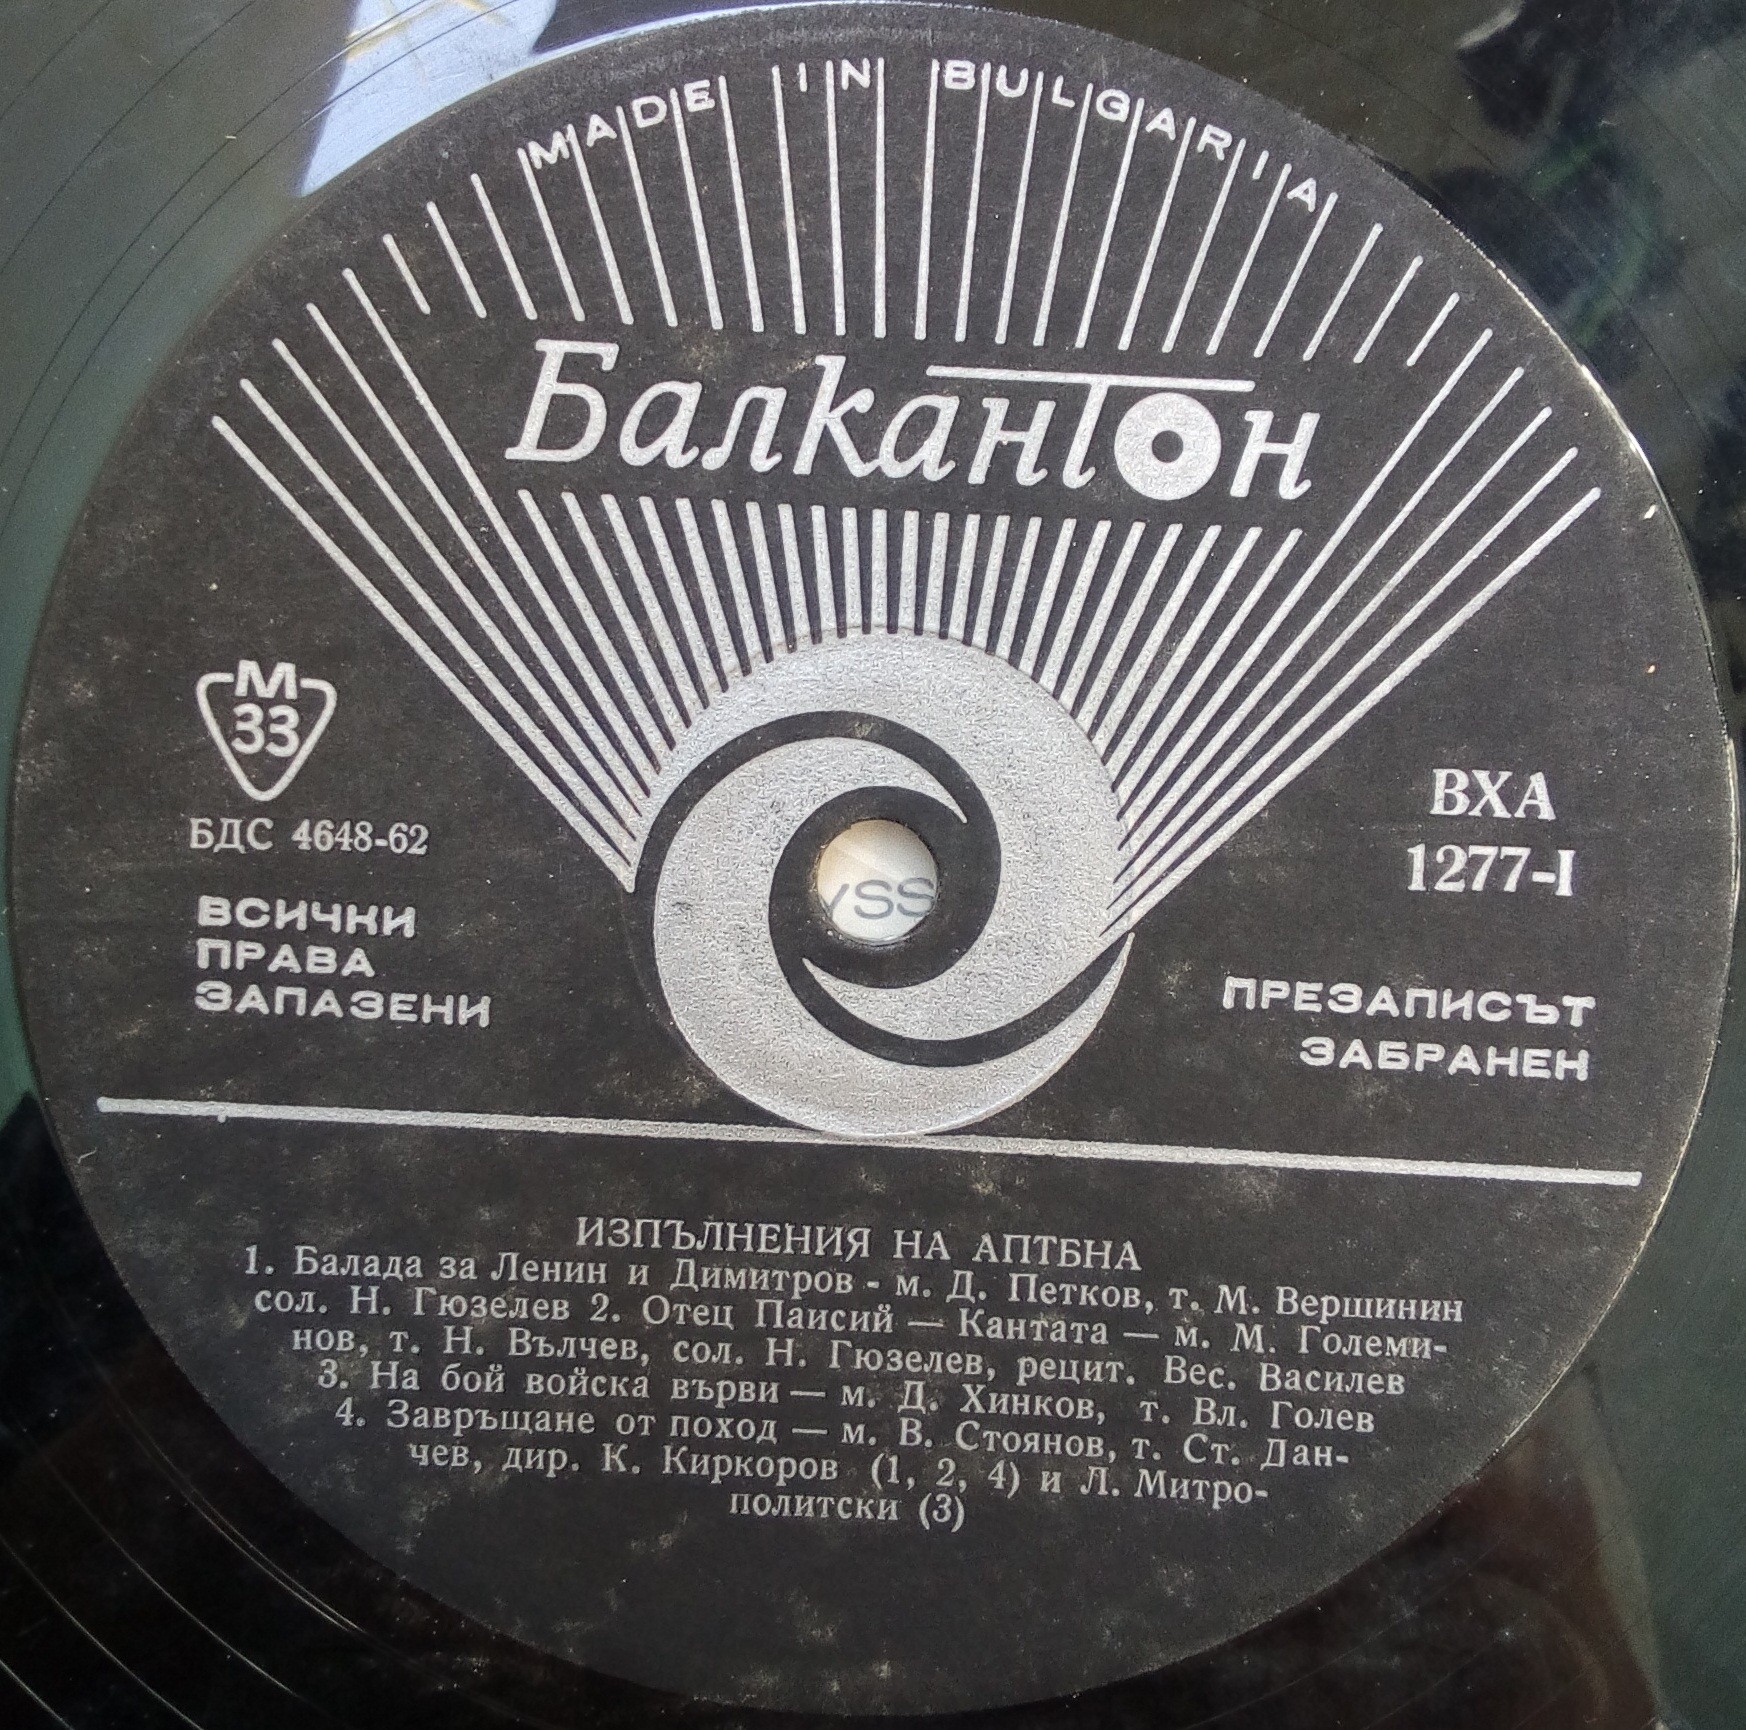 MADE IN BULGARIA
Балкантон
М
33
БДС 4648-62
ВСИЧКИ
ПРАВА
ЗАПАЗЕНИ
ВХА
1277-I
ПРЕЗАПИСЪТ
ЗАБРАНЕН
ИЗПЪЛНЕНИЯ НА АПТБНА
1. Балада за Ленин и Димитров - м. Д. Петков, т. М. Вершинин
сол. Н. Гюзелев 2. Отец Паисий — Кантата — м. М. Големи-
нов, т. Н. Вълчев, сол. Н. Гюзелев, рецит. Вес. Василев
3. На бой войска върви — м. Д. Хинков, т. Вл. Голев
4. Завръщане от поход — м. В. Стоянов, т. Ст. Дан-
чев, дир. К. Киркоров (1, 2, 4) и Л. Митро-
политски (3)